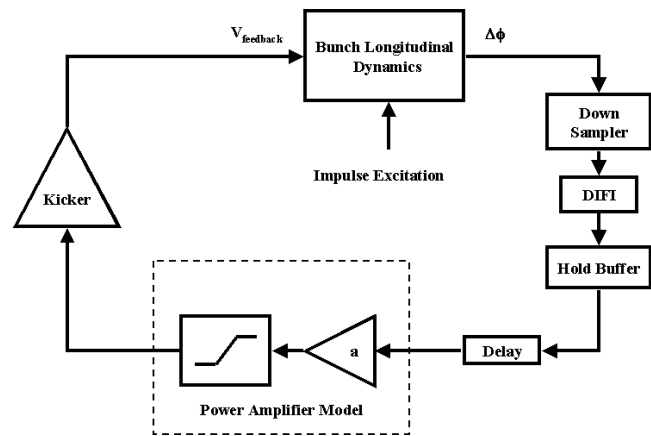 V_feedback
Bunch Longitudinal
Dynamics
Δϕ
Down
Sampler
Impulse Excitation
Kicker
DIFI
Hold Buffer
a
Delay
Power Amplifier Model